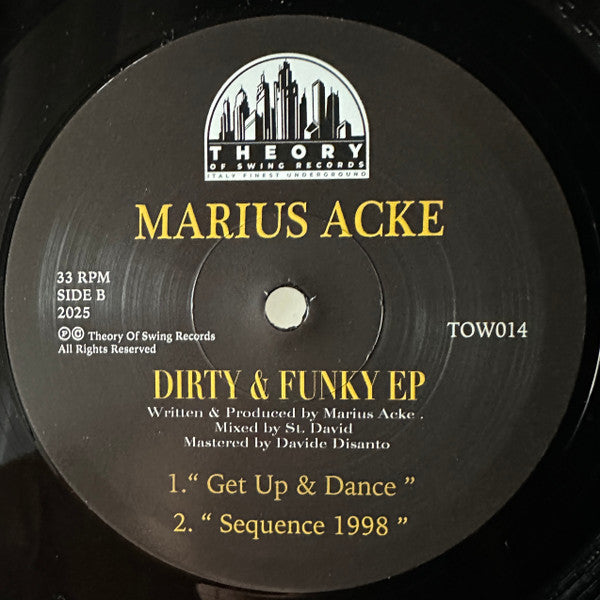 THEORY
OF SWING RECORDS
ITALY FINEST UNDERGROUND
MARIUS ACKE
33 RPM
SIDE B
2025
℗© Theory Of Swing Records
All Rights Reserved
TOW014
DIRTY & FUNKY EP
Written & Produced by Marius Acke .
Mixed by St. David
Mastered by Davide Disanto
1.“ Get Up & Dance ”
2. “ Sequence 1998 ”